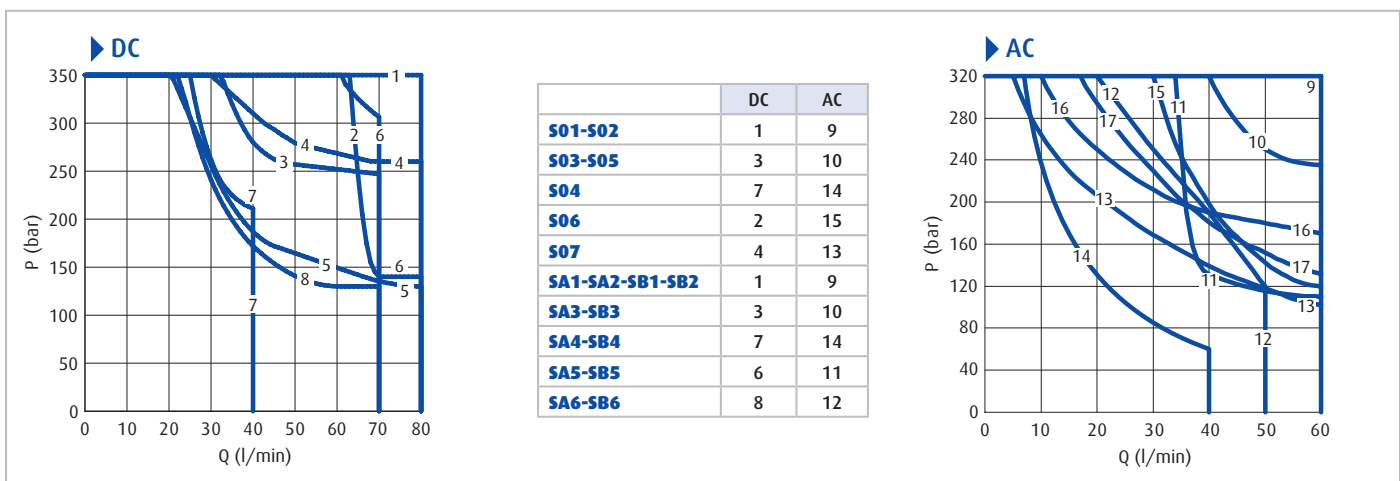 DC
350
300
250
200
150
100
50
0
P (bar)
0 10 20 30 40 50 60 70 80
Q (l/min)
1
2
6
4
4
3
7
5
6
8
5
7
DC AC
S01-S02 1 9
S03-S05 3 10
S04 7 14
S06 2 15
S07 4 13
SA1-SA2-SB1-SB2 1 9
SA3-SB3 3 10
SA4-SB4 7 14
SA5-SB5 6 11
SA6-SB6 8 12
AC
320
280
240
200
160
120
80
40
0
P (bar)
0 10 20 30 40 50 60
Q (l/min)
9
12
15
16
11
17
10
13
16
14
17
11
13
12